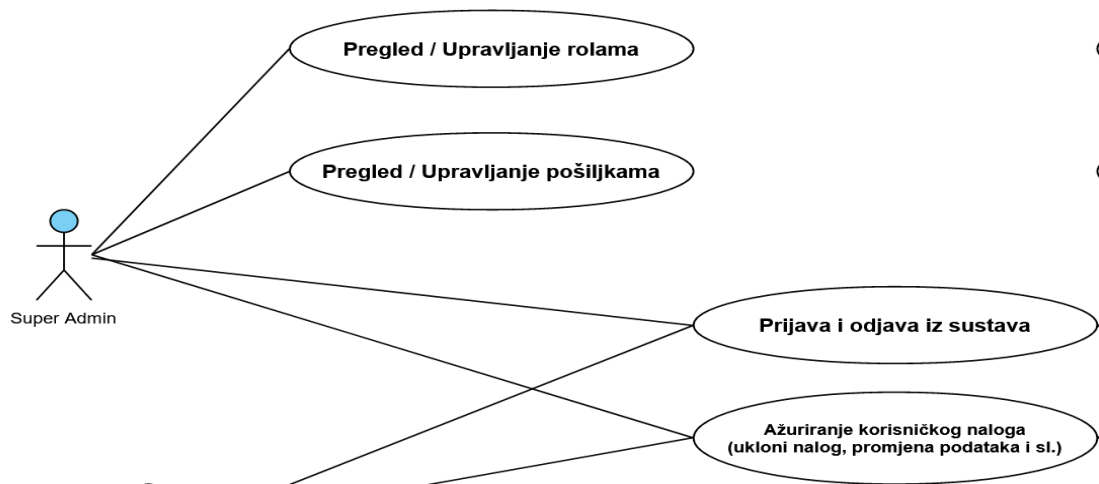 Pregled / Upravljanje rolama
Pregled / Upravljanje pošiljkama
Super Admin
Prijava i odjava iz sustava
Ažuriranje korisničkog naloga
(ukloni nalog, promjena podataka i sl.)